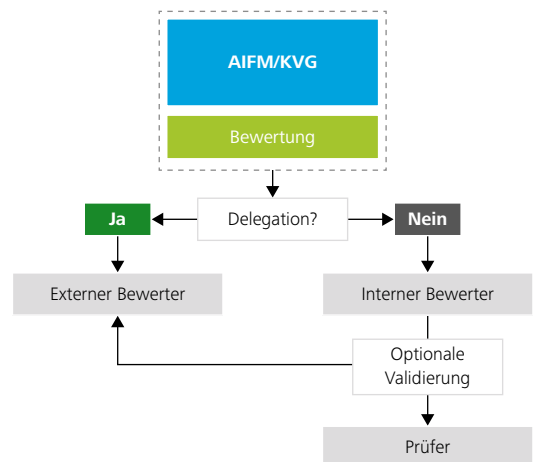 AIFM/KVG
Bewertung
Ja
Delegation?
Nein
Externer Bewerter
Interner Bewerter
Optionale
Validierung
Prüfer